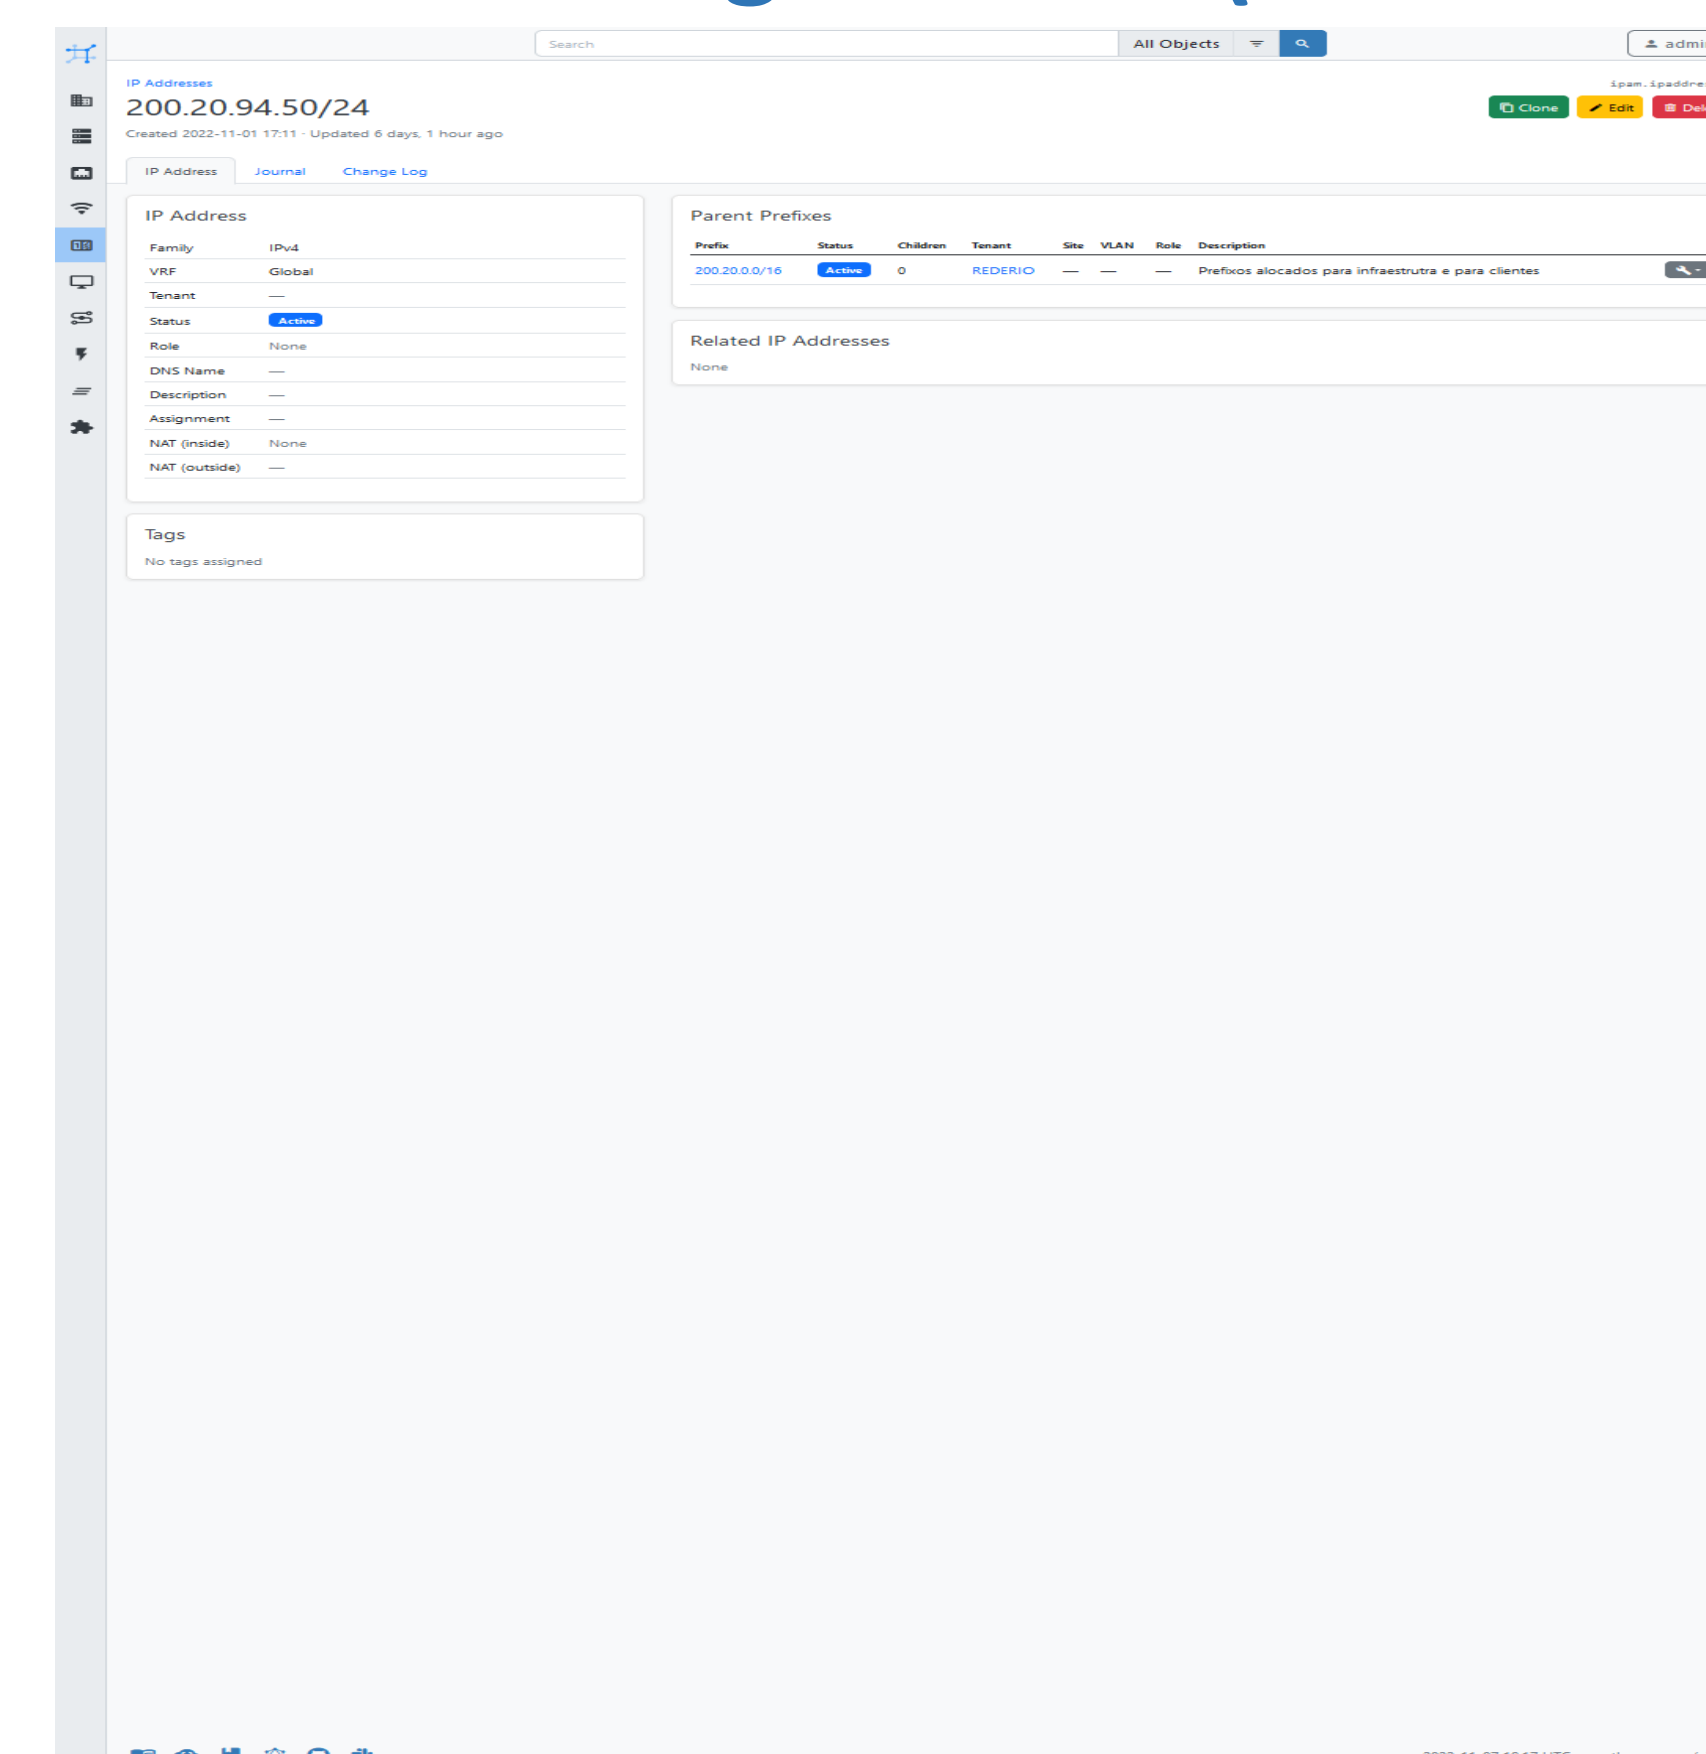 Search All Objects
IP Addresses
200.20.94.50/24
Created 2022-11-01 17:11 · Updated 6 days, 1 hour ago
Clone Edit
IP Address Journal Change Log
IP Address
Family IPv4
VRF Global
Tenant —
Status Active
Role None
DNS Name —
Description —
Assignment —
NAT (inside) None
NAT (outside) —
Tags
No tags assigned
Parent Prefixes
Prefix Status Children Tenant Site VLAN Role Description
200.20.0.0/16 Active 0 REDERIO — — — Prefixos alocados para infraestrutra e para clientes
Related IP Addresses
None